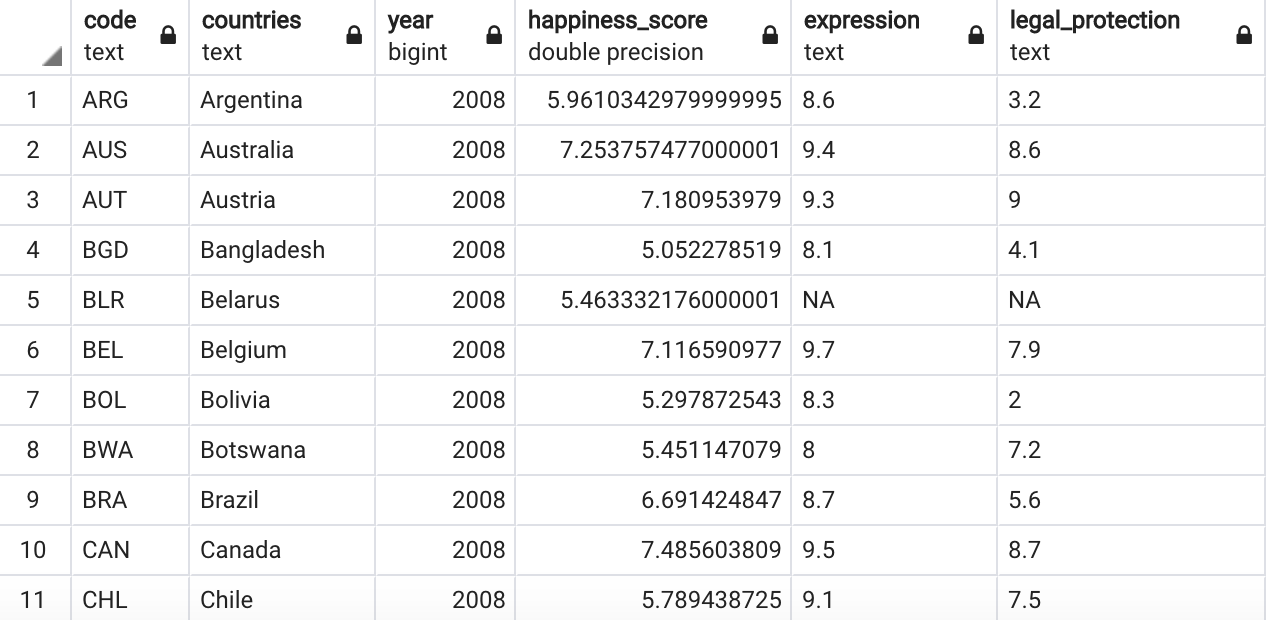 code countries year happiness_score expression legal_protection
text text bigint double precision text text
1 ARG Argentina 2008 5.9610342979999995 8.6 3.2
2 AUS Australia 2008 7.253757477000001 9.4 8.6
3 AUT Austria 2008 7.180953979 9.3 9
4 BGD Bangladesh 2008 5.052278519 8.1 4.1
5 BLR Belarus 2008 5.463332176000001 NA NA
6 BEL Belgium 2008 7.116590977 9.7 7.9
7 BOL Bolivia 2008 5.297872543 8.3 2
8 BWA Botswana 2008 5.451147079 8 7.2
9 BRA Brazil 2008 6.691424847 8.7 5.6
10 CAN Canada 2008 7.485603809 9.5 8.7
11 CHL Chile 2008 5.789438725 9.1 7.5